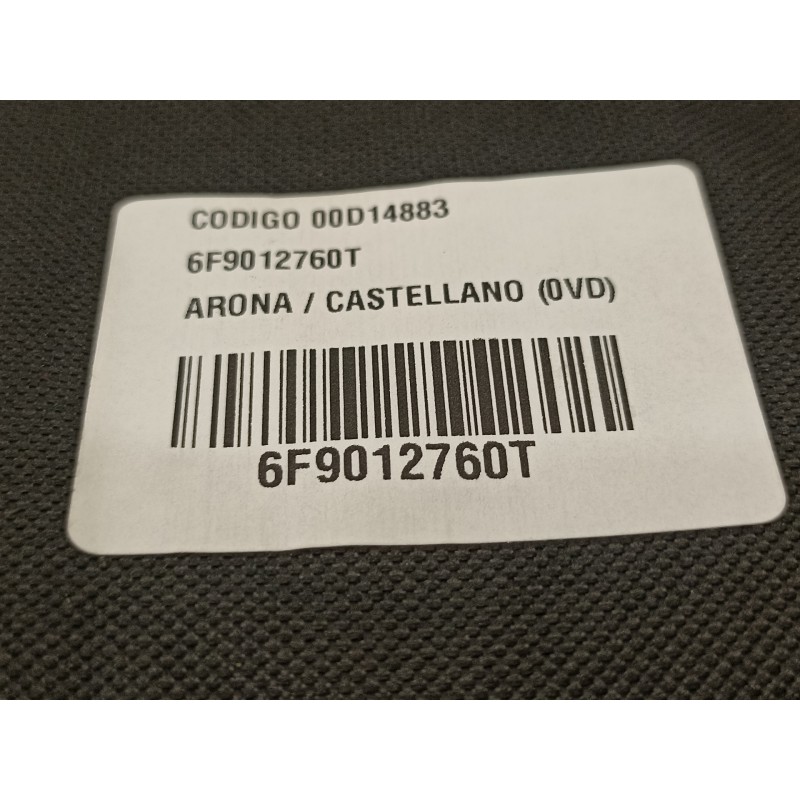 CODIGO 00D14883
6F9012760T
ARONA / CASTELLANO (0VD)
6F9012760T